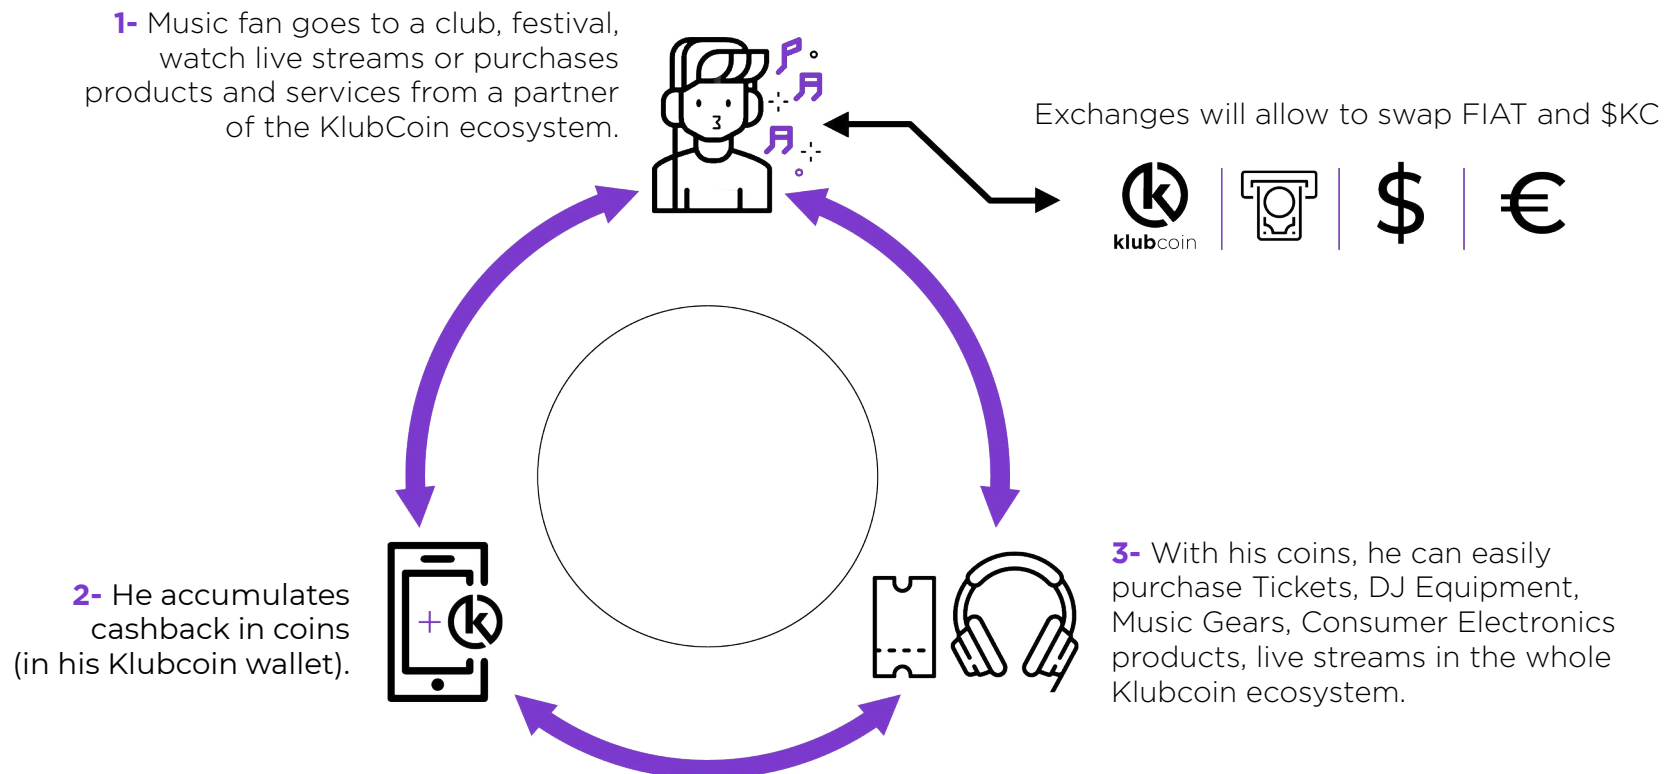 1- Music fan goes to a club, festival,
watch live streams or purchases
products and services from a partner
of the KlubCoin ecosystem.
Exchanges will allow to swap FIAT and $KC
klubcoin
$
€
2- He accumulates
cashback in coins
(in his Klubcoin wallet).
3- With his coins, he can easily
purchase Tickets, DJ Equipment,
Music Gears, Consumer Electronics
products, live streams in the whole
Klubcoin ecosystem.